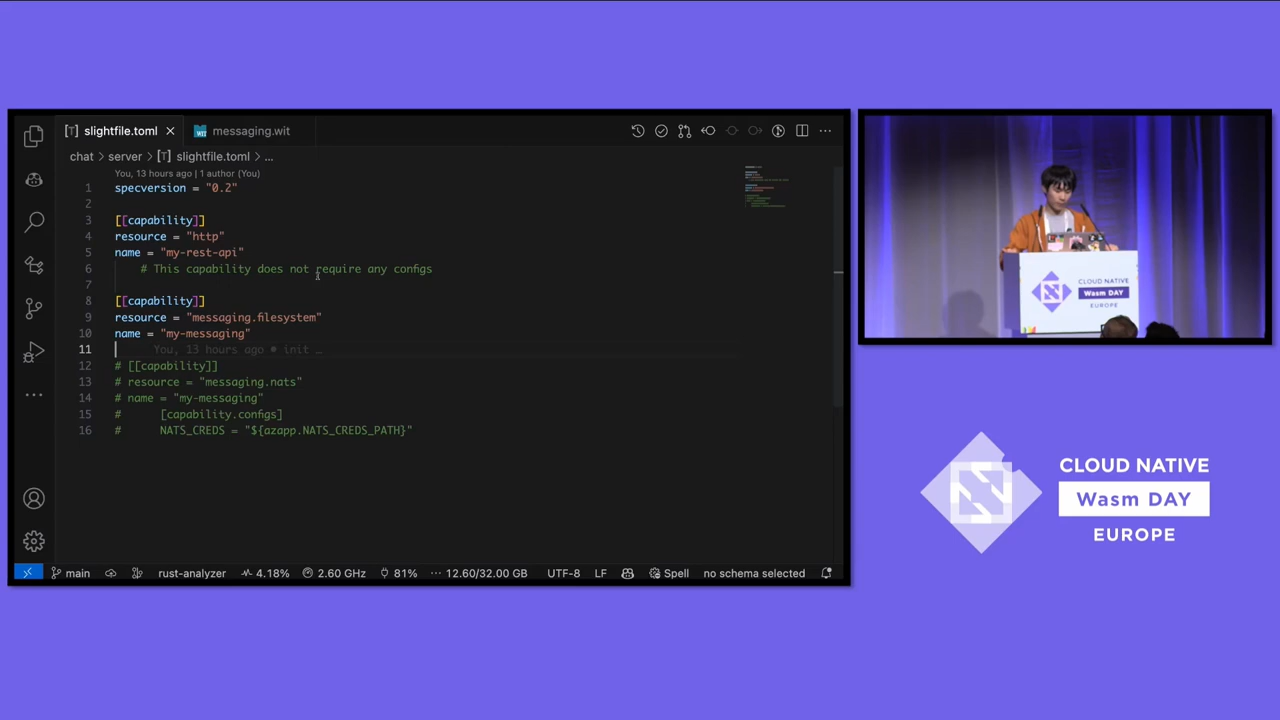 slightfile.toml
messaging.wit
chat > server > slightfile.toml > ...
You, 13 hours ago | 1 author (You)
1 specversion = "0.2"
2
3 [[capability]]
4 resource = "http"
5 name = "my-rest-api"
6 # This capability does not require any configs
7
8 [[capability]]
9 resource = "messaging.filesystem"
10 name = "my-messaging"
11 You, 13 hours ago • init …
12 # [[capability]]
13 # resource = "messaging.nats"
14 # name = "my-messaging"
15 # [capability.configs]
16 # NATS_CREDS = "${azapp.NATS_CREDS_PATH}"
main rust-analyzer 4.18% 2.60 GHz 81% ··· 12.60/32.00 GB UTF-8 LF Spell no schema selected
CLOUD NATIVE
Wasm DAY
EUROPE
CLOUD NATIVE
Wasm DAY
EUROPE